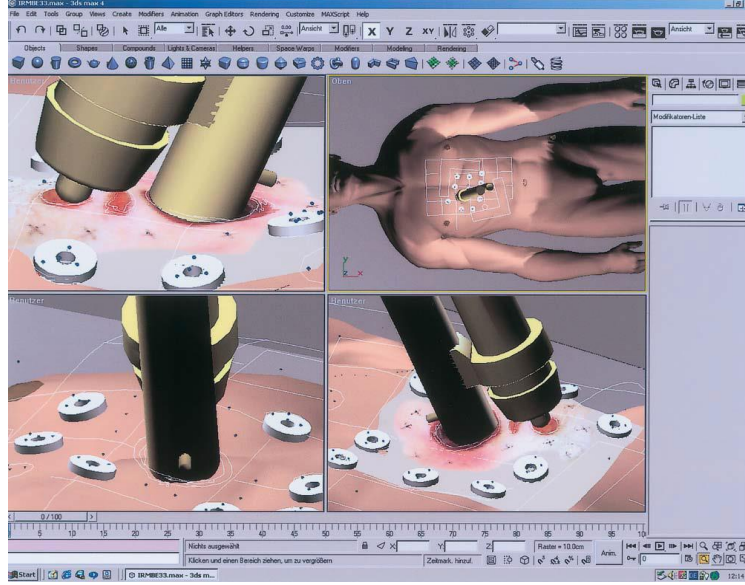 IRMBE33.max - 3ds max 4
File Edit Tools Group Views Create Modifiers Animation Graph Editors Rendering Customize MAXScript Help
Alle Ansicht X Y Z XY Ansicht
Objects Shapes Compounds Lights & Cameras Helpers Space Warps Modifiers Modeling Rendering
Benutzer Oben
Modifikatoren-Liste
y
z x
Benutzer Benutzer
0 / 100
5 10 15 20 25 30 35 40 45 50 55 60 65 70 75 80 85 90 95 100
Nichts ausgewählt X: Y: Z: Raster = 10.0cm Anim. 0
Klicken und einen Bereich ziehen, um zu vergrößern Zeitmark. hinzuf.
Start IRMBE33.max - 3ds m... 12:14